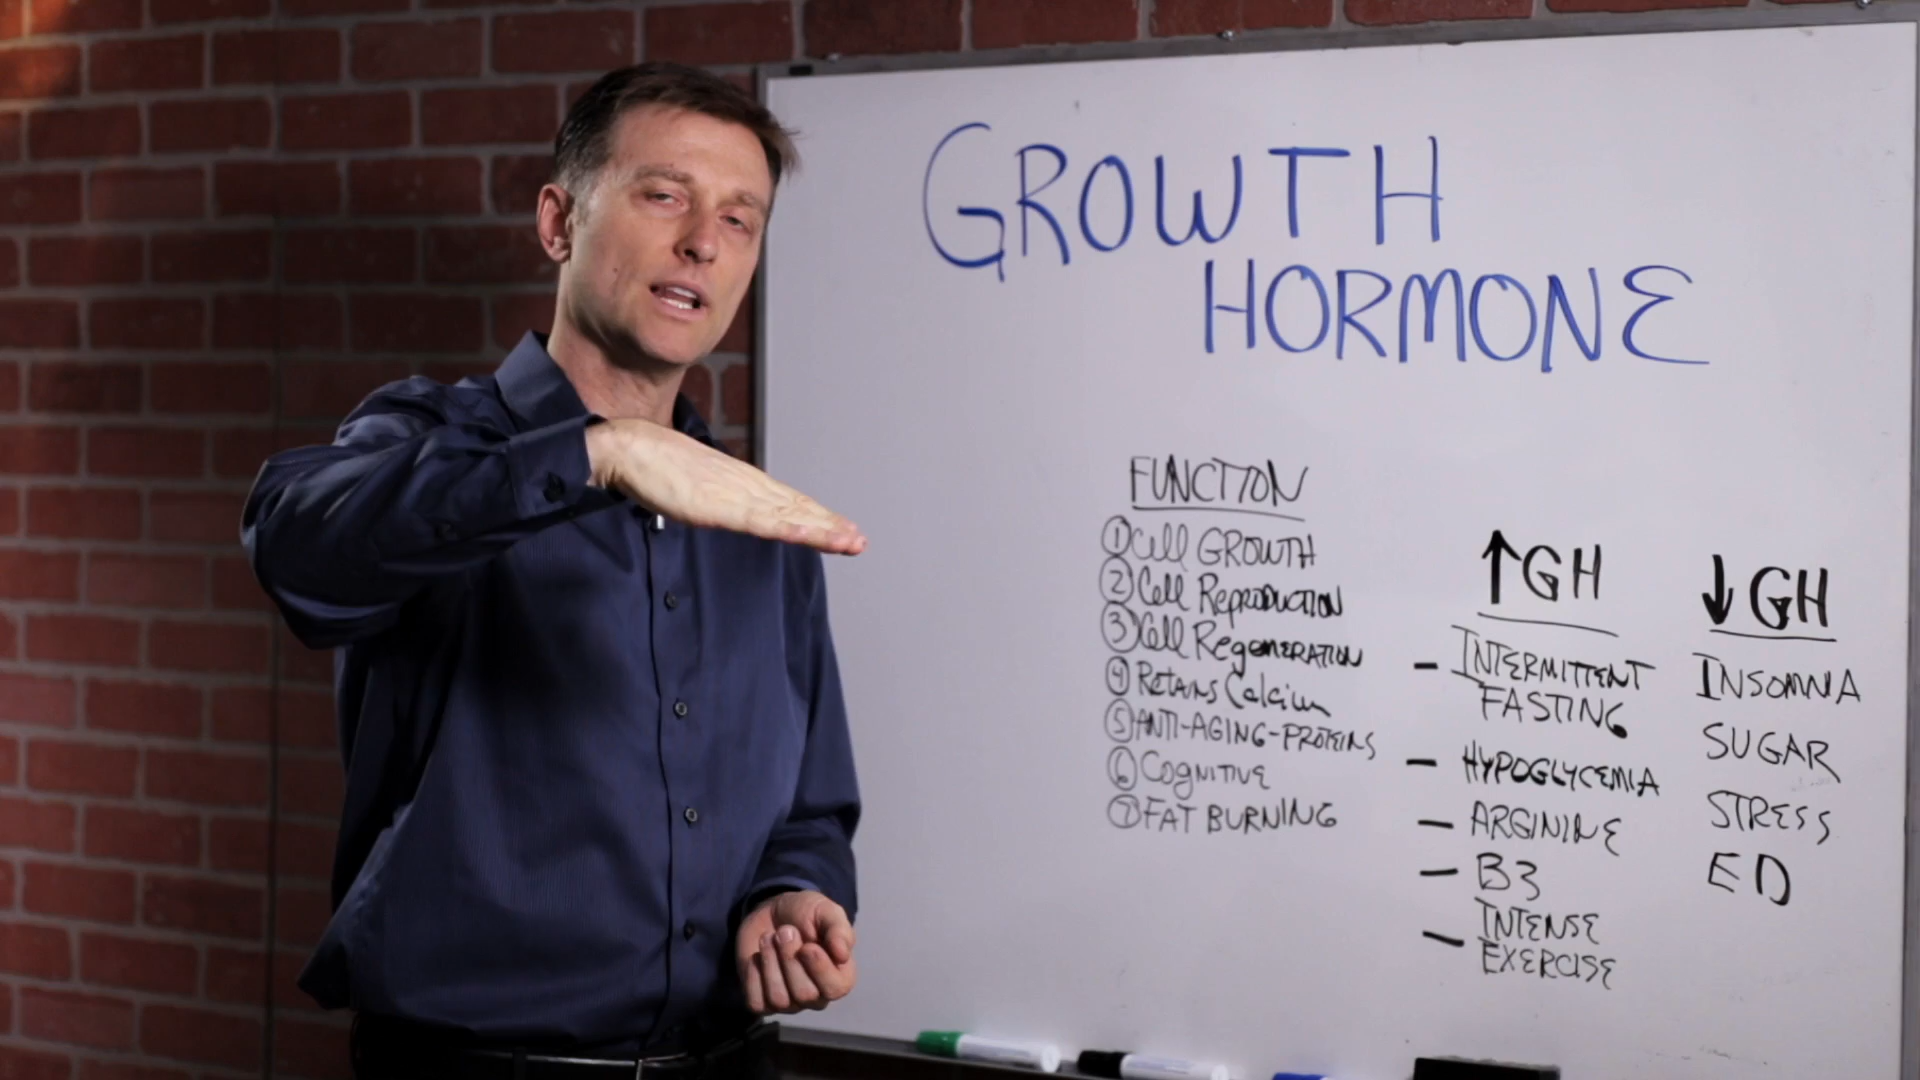 GROWTH
HORMONE
FUNCTION
① Cell GROWTH
② Cell REPRODUCTION
③ Cell RegeneRATION
④ RETAINS Calcium
⑤ ANTI-AGING-PROTEINS
⑥ COGNITIVE
⑦ FAT BURNING
↑GH
- INTERMITTENT
FASTING
- HYPOGLYCEMIA
- ARGININE
- B3
- INTENSE
EXERCISE
↓GH
INSOMNIA
SUGAR
STRESS
ED